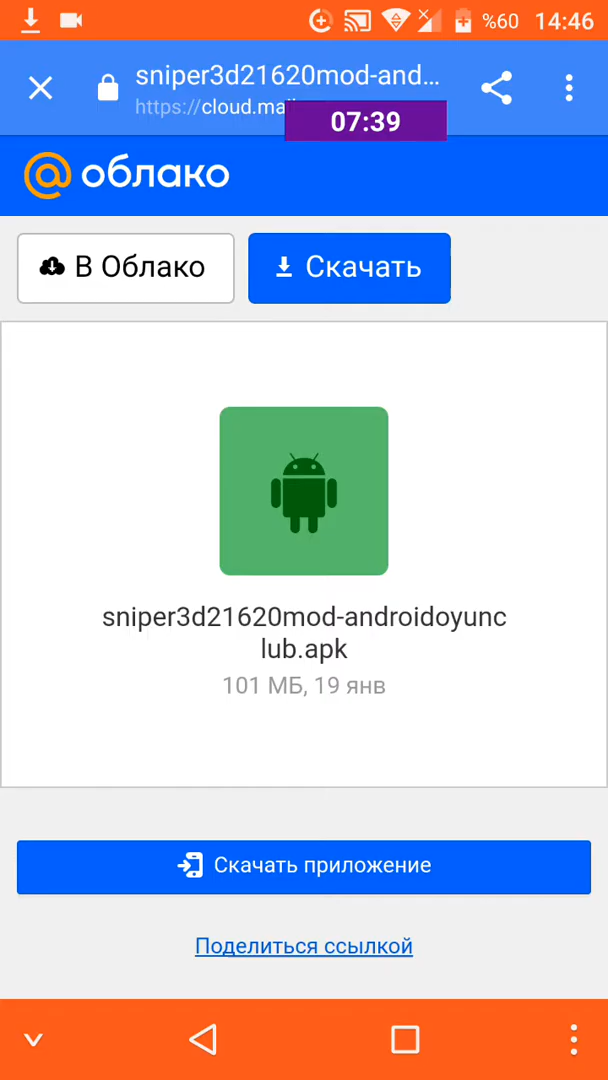 %60 14:46
sniper3d21620mod-and...
https://cloud.mail
07:39
облако
В Облако
Скачать
sniper3d21620mod-androidoyunc
lub.apk
101 МБ, 19 янв
Скачать приложение
Поделиться ссылкой